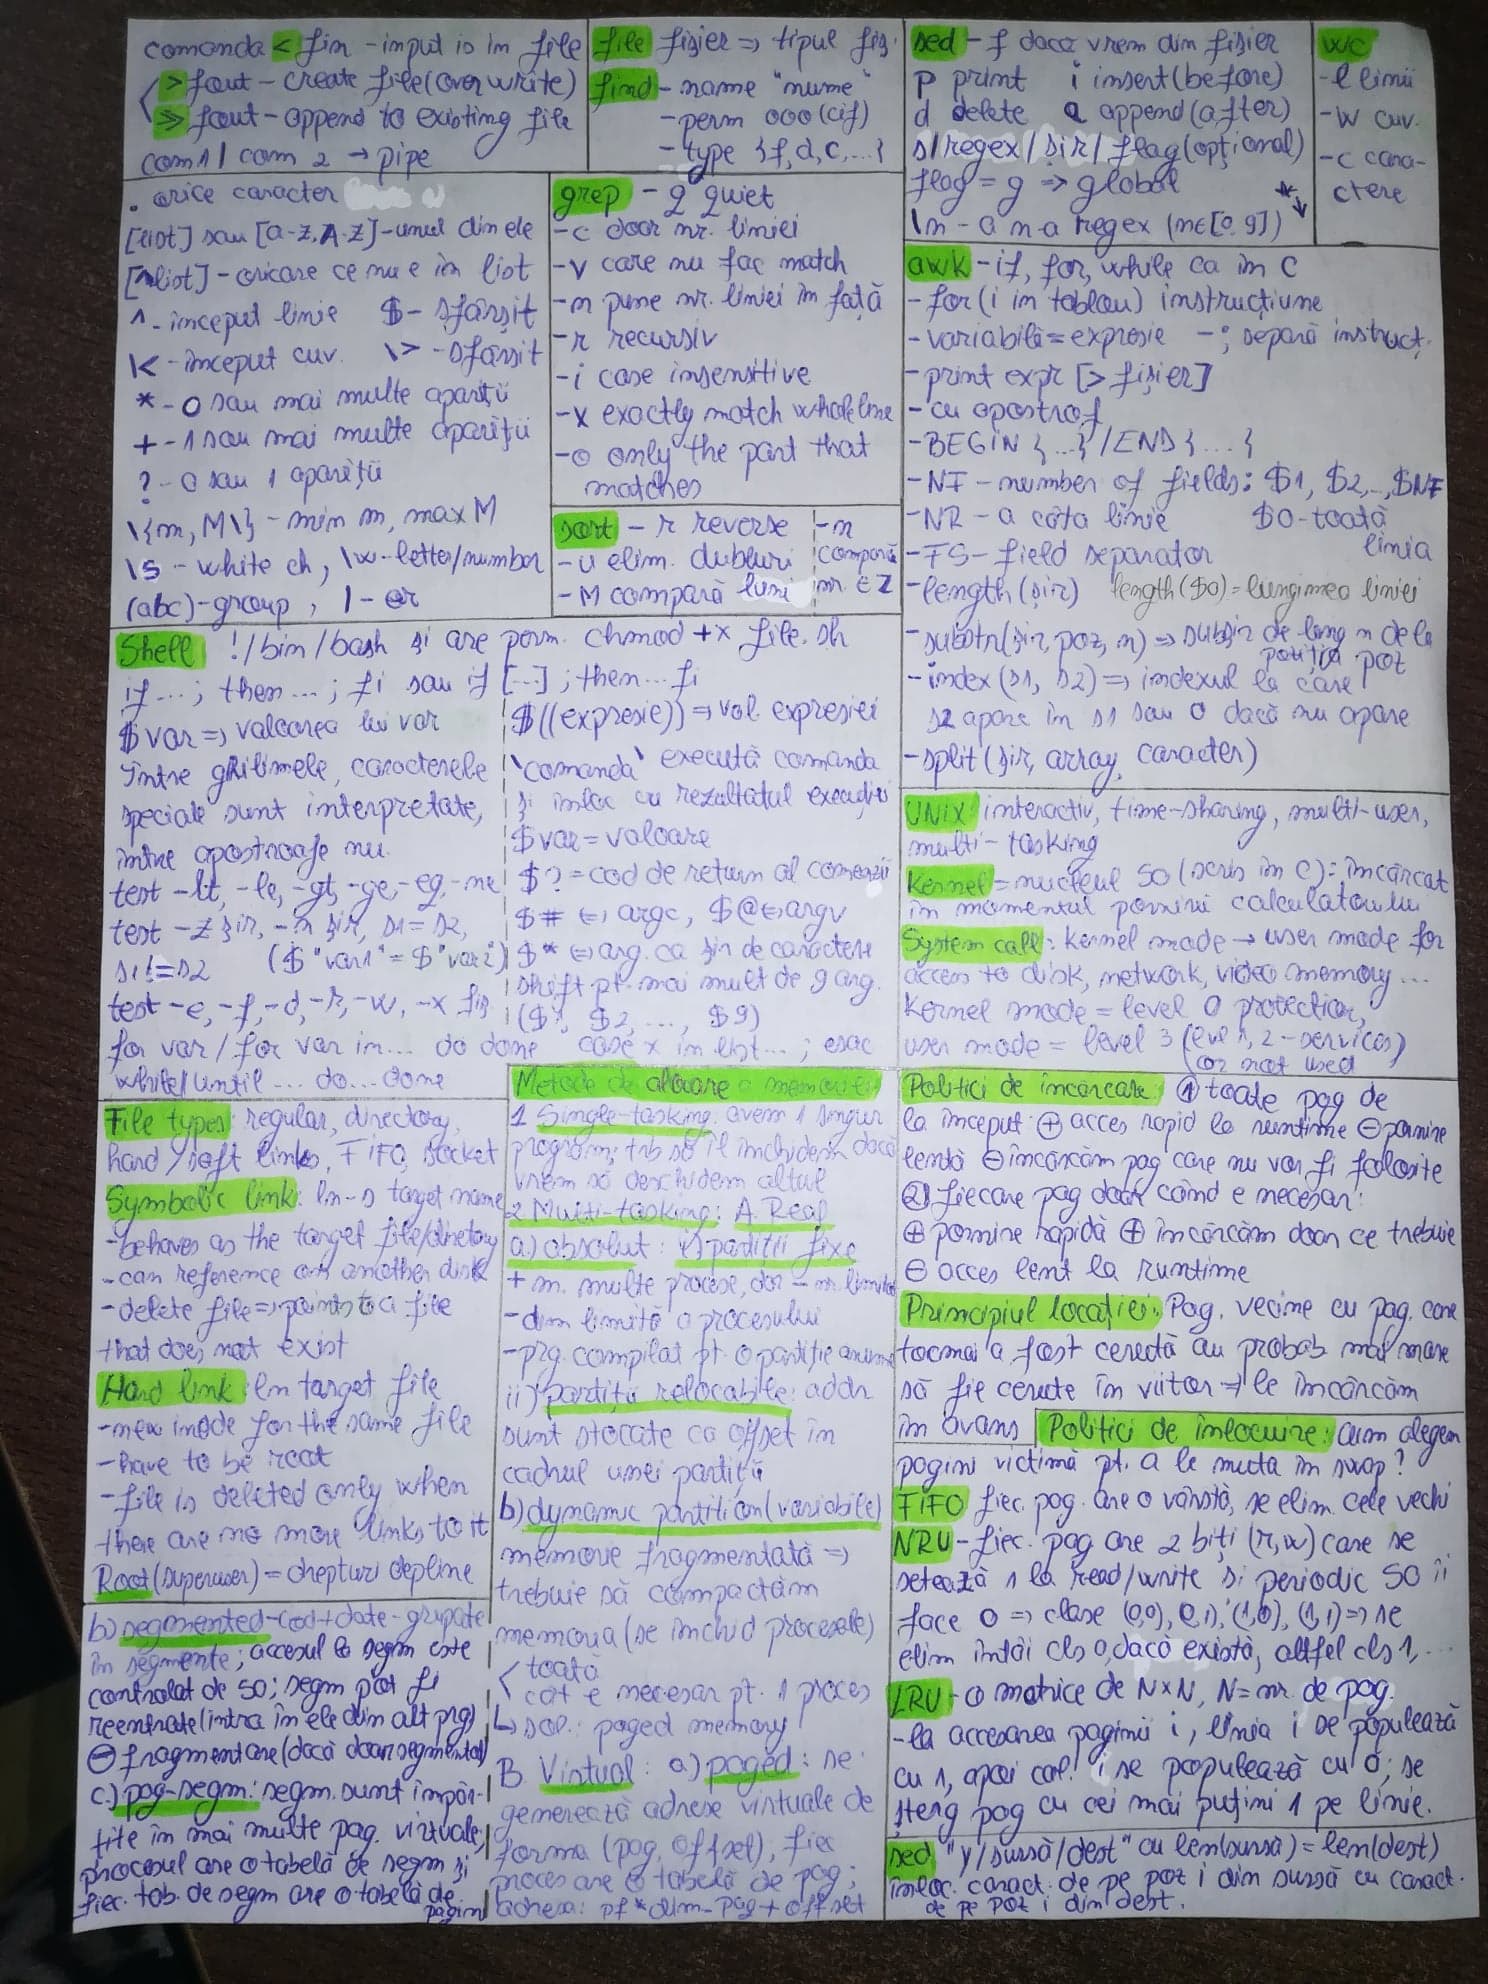 comanda < fin - input is in file
> fout - create file (overwrite)
>> fout - append to existing file
com1 | com 2 → pipe
file fișier => tipul fiș.
find - name "nume"
- perm 000 (cif)
- type {f, d, c, ...}
sed - f dacă vrem din fișier
p print i insert (before)
d delete a append (after)
s/regex/șir/flag (opțional)
flag = g => global
\n - a n-a regex (n∈[0,9])
wc
- l linii
- w cuv.
- c cara-
ctere
. orice caracter
[list] sau [a-z,A-Z] - unul din ele
[^list] - oricare ce nu e în list
^ - început linie $ - sfârșit
\< - început cuv. \> - sfârșit
* - 0 sau mai multe apariții
+ - 1 sau mai multe apariții
? - 0 sau 1 apariții
\{m, M\} - min m, max M
\s - white ch, \w - letter/number
(abc) - group, | - or
grep - q quiet
- c doar nr. liniei
- v care nu fac match
- n pune nr. liniei în față
- r recursiv
- i case insensitive
- x exactly match whole line
- o only the part that
matches
sort - r reverse
- u elim. dubluri
- M compară luni
- n
compară
nr ∈ Z
awk - if, for, while ca în C
- for (i in tablou) instrucțiune
- variabilă = expresie - ; separă instrucț.
- print expr [> fișier]
- cu apostrof
- BEGIN {...} / END {...}
- NF - number of fields: $1, $2, .., $NF
- NR - a câta linie $0 - toată
linia
- FS - field separator
- length (șir) length ($0) = lungimea liniei
- substr (șir, poz, n) => subșir de lung n de la
poziția poz
- index (s1, s2) => indexul la care
s2 apare în s1 sau 0 dacă nu apare
- split (șir, array, caracter)
Shell !/bin/bash și are perm. chmod +x file.sh
if ... ; then ... ; fi sau if [...] ; then ... fi
$var => valoarea lui var
între ghilimele, caracterele
speciale sunt interpretate,
între apostroafe nu.
test -lt, -le, -gt, -ge, -eq, -ne
test -z șir, -n șir, s1 = s2,
s1 != s2 ($"var1" = $"var2")
test -e, -f, -d, -r, -w, -x fiș.
for var / for var in ... do done case x in list ... ; esac
while/until ... do ... done
$((expresie)) => val. expresiei
`comanda` execută comanda
și înloc cu rezultatul execuției
$var = valoare
$? = cod de return al comenzii
$# <=> argc, $@ <=> argv
$* <=> arg. ca șir de caractere
shift pt. mai mult de 9 arg.
($1, $2, ..., $9)
UNIX: interactiv, time-sharing, multi-user,
multi-tasking
Kernel = nucleul SO (scris în C): încărcat
în momentul pornirii calculatorului
System call: kernel mode → user mode for
access to disk, network, video memory...
Kernel mode = level 0 protection,
user mode = level 3 (lvl 1, 2 - services)
(or not used
File types: regular, directory,
hard/soft links, FIFO, socket
Symbolic link: ln -s target name
- behaves as the target file/directory
- can reference on another disk
- delete file => points to a file
that does not exist
Hard link: ln target file
- new inode for the same file
- have to be root
- file is deleted only when
there are no more links to it
Root (superuser) = drepturi depline
b) segmented - cod + date - grupate
în segmente; accesul la segm este
controlat de SO; segm pot fi
reentrate (intra în ele din alt prg)
⊖ fragmentare (dacă doar segmentat)
c.) pag-segm: segm. sunt împăr-
țite în mai multe pag. virtuale,
procesul are o tabelă de segm și
fiec. tab. de segm are o tabelă de
pagini
Metode de alocare a memoriei
1 Single-tasking: avem 1 singur
program; trb să îl închidem dacă
vrem să deschidem altul
2 Multi-tasking: A. Real
a.) absolut: i) partiții fixe
+ m. multe procese, dar - nr. limitat
- dim limită a procesului
- prg. compilat pt. o partiție anume
ii) partiții relocabile: addr
sunt stocate ca offset în
cadrul unei partiții
b) dynamic partition (variabile)
memorie fragmentată =>
trebuie să compactăm
memoria (se închid procesele)
toată
cât e necesar pt. 1 proces
↳ sol.: paged memory
B. Virtual: a) paged: se
generează adrese virtuale de
forma (pag, offset), fiec
proces are o tabelă de pag;
adresa: pf * dim_pag + offset
Politici de încărcare: ① toate pag de
la început ⊕ acces rapid la runtime ⊖ pornire
lentă ⊖ încărcăm pag care nu vor fi folosite
② fiecare pag doar când e necesar:
⊕ pornire rapidă ⊕ încărcăm doar ce trebuie
⊖ acces lent la runtime
Principiul locației: Pag. vecine cu pag. care
tocmai a fost cerută au probab mai mare
să fie cerute în viitor => le încărcăm
în avans
Politici de înlocuire: cum alegem
pagini victimă pt. a le muta în swap?
FIFO fiec. pag. are o vârstă, se elim. cele vechi
NRU - fiec. pag are 2 biți (r,w) care se
setează 1 la read/write și periodic SO îi
face 0 => clase (0,0), (0,1), (1,0), (1,1) => se
elim întâi cls 0, dacă există, altfel cls 1, ...
LRU - o matrice de NxN, N = nr. de pag.
- la accesarea paginii i, linia i se populează
cu 1, apoi col. i se populează cu 0; se
șterg pag cu cei mai puțini 1 pe linie.
sed "y/sursă/dest" cu len(sursă) = len(dest)
înloc. caract. de pe poz i din sursă cu caract.
de pe poz i din dest.